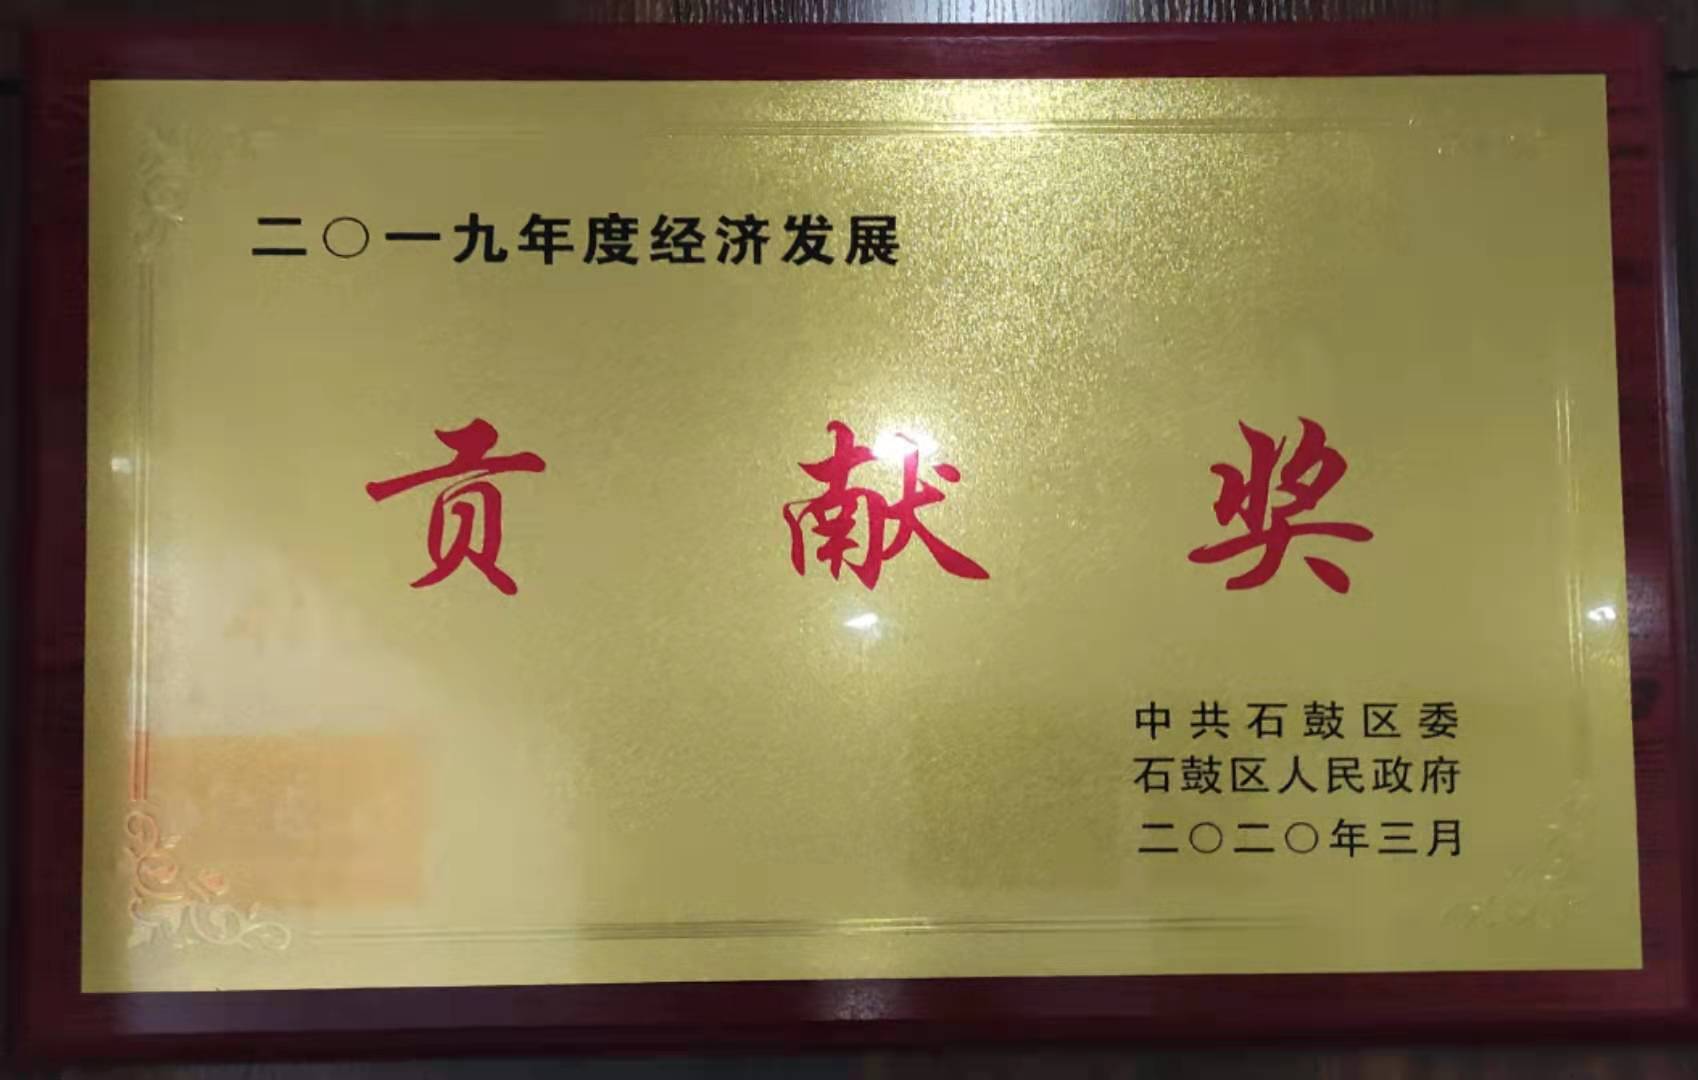 二〇一九年度经济发展
贡献奖
中共石鼓区委
石鼓区人民政府
二〇二〇年三月